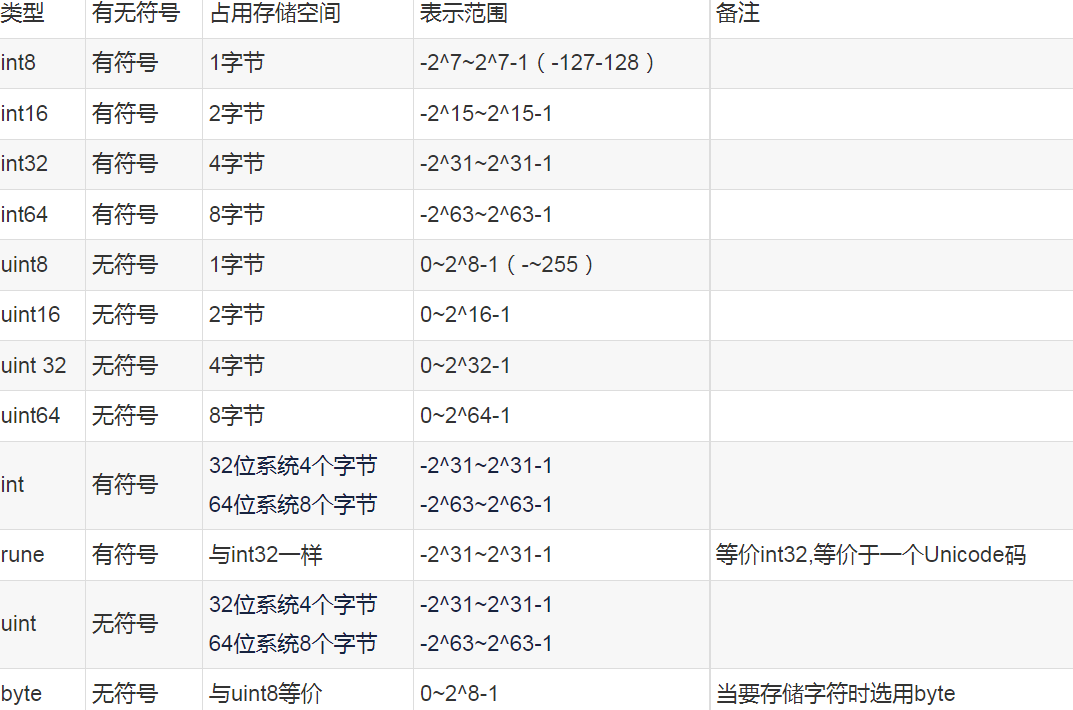 类型 有无符号 占用存储空间 表示范围 备注
int8 有符号 1字节 -2^7~2^7-1（-127-128）
int16 有符号 2字节 -2^15~2^15-1
int32 有符号 4字节 -2^31~2^31-1
int64 有符号 8字节 -2^63~2^63-1
uint8 无符号 1字节 0~2^8-1（-~255）
uint16 无符号 2字节 0~2^16-1
uint 32 无符号 4字节 0~2^32-1
uint64 无符号 8字节 0~2^64-1
int 有符号 32位系统4个字节 -2^31~2^31-1
64位系统8个字节 -2^63~2^63-1
rune 有符号 与int32一样 -2^31~2^31-1 等价int32,等价于一个Unicode码
uint 无符号 32位系统4个字节 -2^31~2^31-1
64位系统8个字节 -2^63~2^63-1
byte 无符号 与uint8等价 0~2^8-1 当要存储字符时选用byte